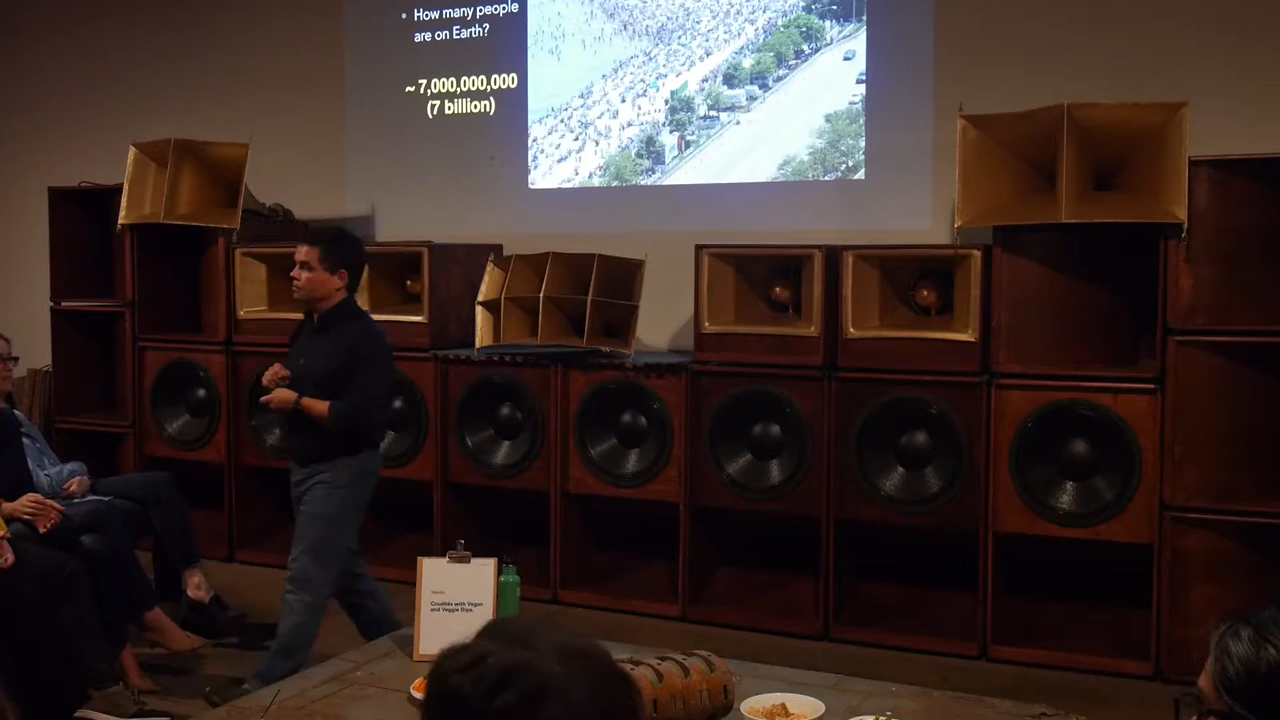 • How many people
are on Earth?
~ 7,000,000,000
(7 billion)
Crudités with Vegan
and Veggie Dips.